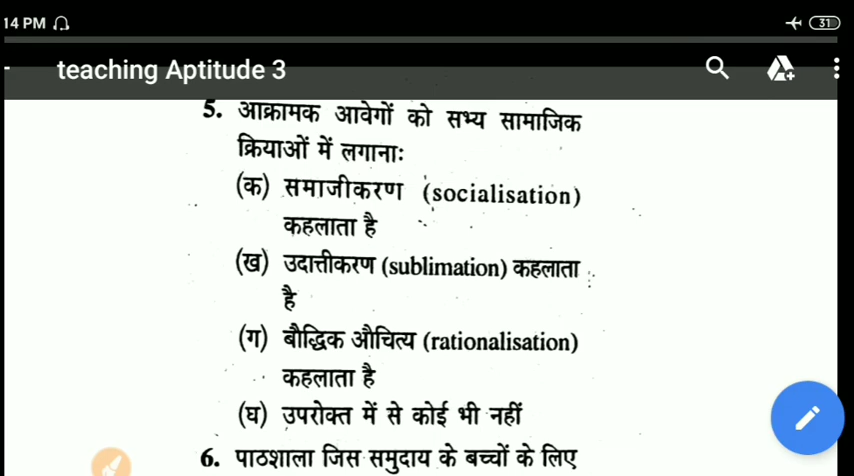 14 PM
31
teaching Aptitude 3
5. आक्रामक आवेगों को सभ्य सामाजिक
क्रियाओं में लगानाः
(क) समाजीकरण (socialisation)
कहलाता है
(ख) उदात्तीकरण (sublimation) कहलाता
है
(ग) बौद्धिक औचित्य (rationalisation)
कहलाता है
(घ) उपरोक्त में से कोई भी नहीं
6. पाठशाला जिस समुदाय के बच्चों के लिए